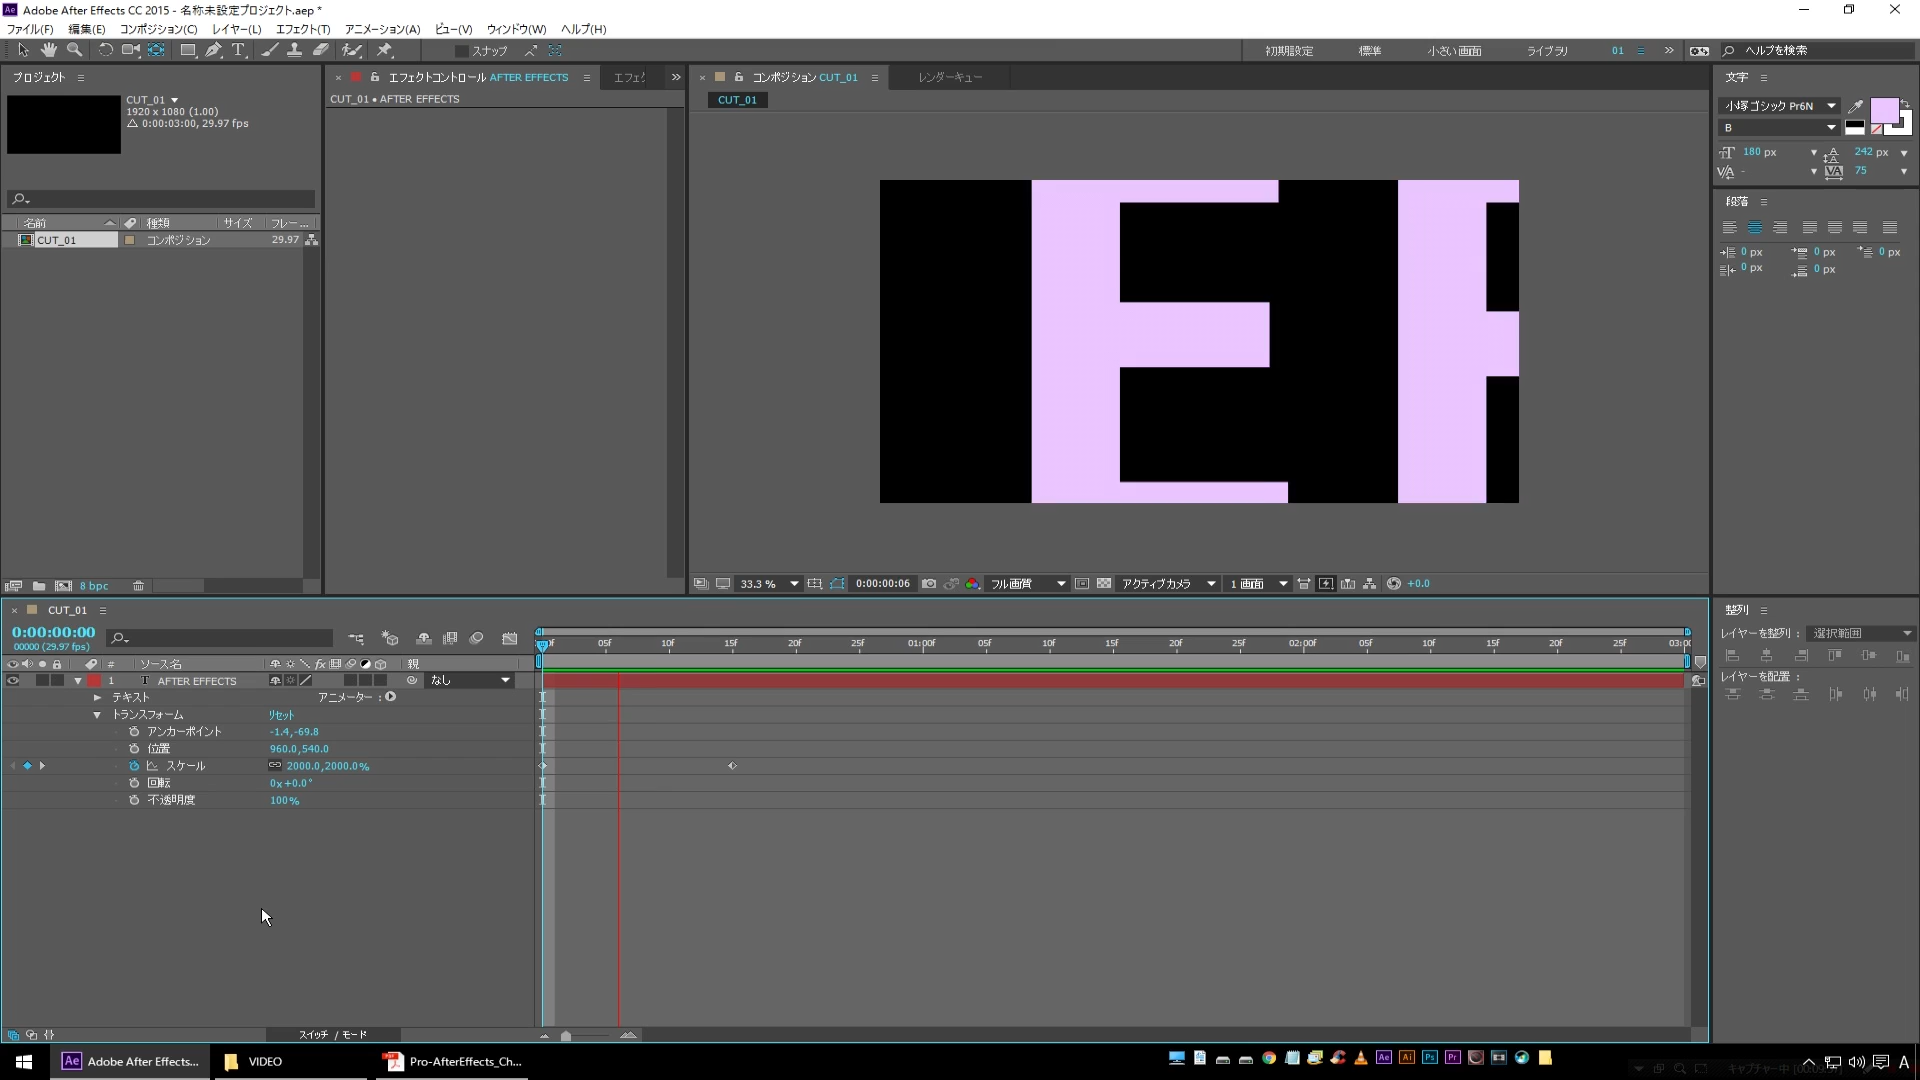 Adobe After Effects CC 2015 - 名称未設定プロジェクト.aep *
ファイル(F) 編集(E) コンポジション(C) レイヤー(L) エフェクト(T) アニメーション(A) ビュー(V) ウィンドウ(W) ヘルプ(H)
スナップ 初期設定 標準 小さい画面 ライブラリ 01 ヘルプを検索
プロジェクト
CUT_01
1920 x 1080 (1.00)
△ 0:00:03:00, 29.97 fps
名前 種類 サイズ フレー...
CUT_01 コンポジション 29.97
8 bpc
エフェクトコントロール AFTER EFFECTS エフェク
CUT_01 • AFTER EFFECTS
コンポジション CUT_01 レンダーキュー
CUT_01
E
33.3 % 0:00:00:06 フル画質 アクティブカメラ 1 画面 +0.0
文字
小塚ゴシック Pr6N
B
180 px 242 px
- 75
段落
0 px 0 px 0 px
0 px 0 px
整列
レイヤーを整列 : 選択範囲
レイヤーを配置 :
CUT_01
0:00:00:00
00000 (29.97 fps)
05f 10f 15f 20f 25f 01:00f 05f 10f 15f 20f 25f 02:00f 05f 10f 15f 20f 25f 03:00
# ソース名 fx 親
1 T AFTER EFFECTS なし
テキスト アニメーター :
トランスフォーム リセット
アンカーポイント -1.4,-69.8
位置 960.0,540.0
スケール 2000.0,2000.0%
回転 0x+0.0°
不透明度 100%
スイッチ / モード
Adobe After Effects... VIDEO Pro-AfterEffects_Ch... A